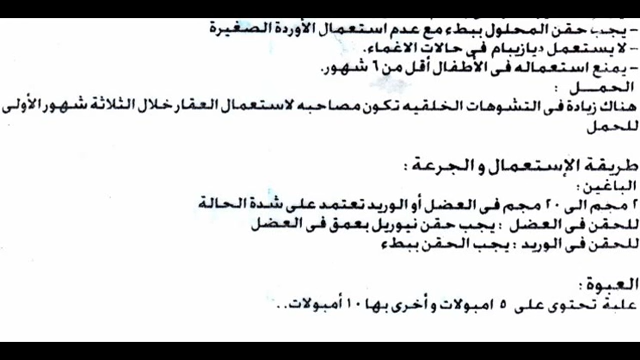 - يجب حقن المحلول ببطء مع عدم استعمال الأوردة الصغيرة
- لا يستعمل ديازيبام فى حالات الاغماء.
- يمنع استعماله فى الأطفال أقل من ٦ شهور.
الحمـــل :
هناك زيادة فى التشوهات الخلقيه تكون مصاحبه لاستعمال العقار خلال الثلاثة شهور الأولى
للحمل
طريقة الإستعمال والجرعة :
الباغين :
٢ مجم الى ٢٠ مجم فى العضل أو الوريد تعتمد على شدة الحالة
للحقن فى العضل : يجب حقن نيوريل بعمق فى العضل
للحقن فى الوريد : يجب الحقن ببطء
العبوة :
علبة تحتوى على ٥ امبولات وأخرى بها ١٠ أمبولات..